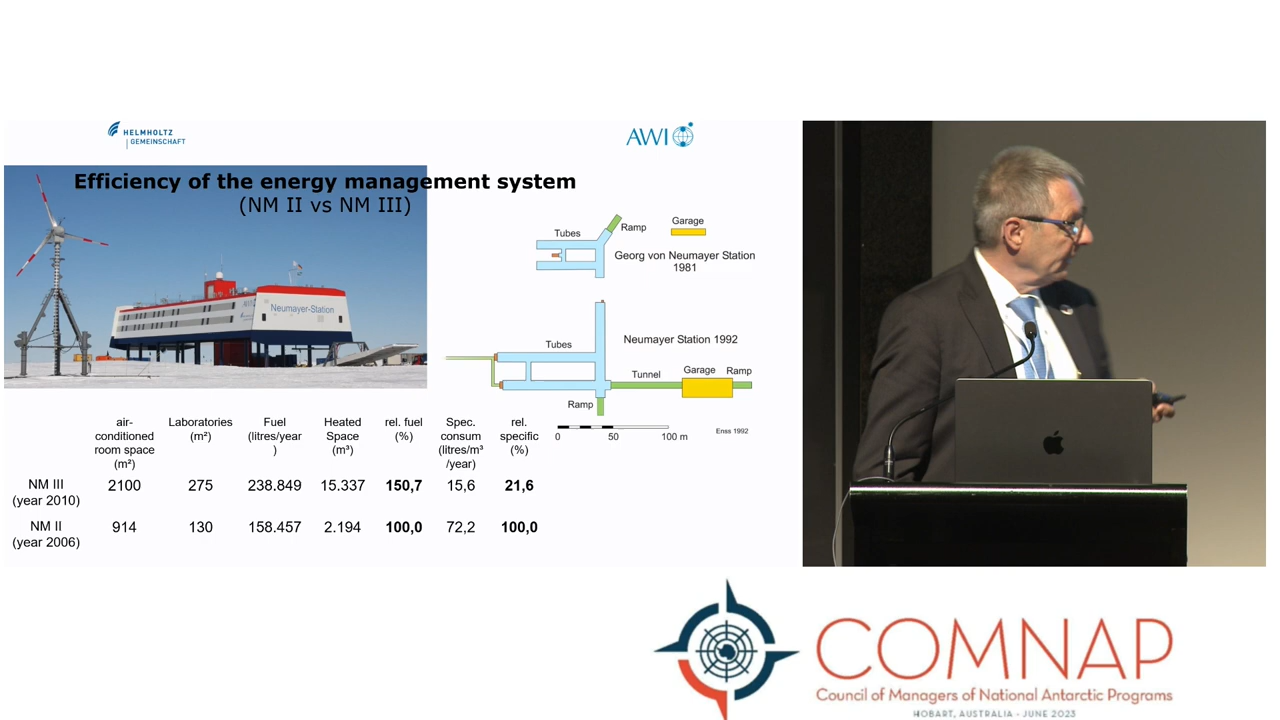 HELMHOLTZ
GEMEINSCHAFT
AWI
Efficiency of the energy management system
(NM II vs NM III)
Neumayer-Station
Tubes
Ramp
Garage
Georg von Neumayer Station
1981
Neumayer Station 1992
Tubes
Tunnel
Garage
Ramp
Ramp
0 50 100 m
Enss 1992
air-
conditioned
room space
(m²)
Laboratories
(m²)
Fuel
(litres/year
)
Heated
Space
(m³)
rel. fuel
(%)
Spec.
consum
(litres/m³
/year)
rel.
specific
(%)
NM III
(year 2010)
2100 275 238.849 15.337 150,7 15,6 21,6
NM II
(year 2006)
914 130 158.457 2.194 100,0 72,2 100,0
COMNAP
Council of Managers of National Antarctic Programs
HOBART, AUSTRALIA - JUNE 2023